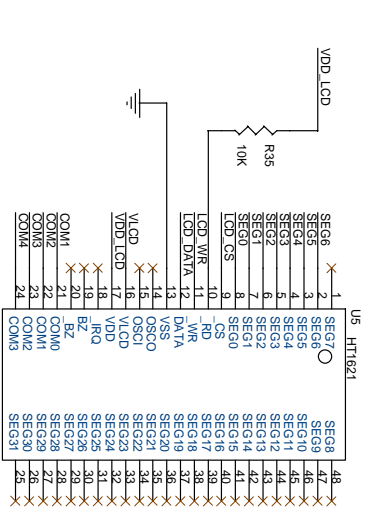 VDD_LCD
R35
10K
U5
HT1621
1 SEG7 SEG8 48
SEG6 2 SEG6 SEG9 47
SEG5 3 SEG5 SEG10 46
SEG4 4 SEG4 SEG11 45
SEG3 5 SEG3 SEG12 44
SEG2 6 SEG2 SEG13 43
SEG1 7 SEG1 SEG14 42
SEG0 8 SEG0 SEG15 41
LCD_CS 9 _CS SEG16 40
10 _RD SEG17 39
LCD_WR 11 _WR SEG18 38
LCD_DATA 12 DATA SEG19 37
13 VSS SEG20 36
14 OSCO SEG21 35
15 OSCI SEG22 34
VLCD 16 VLCD SEG23 33
VDD_LCD 17 VDD SEG24 32
18 _IRQ SEG25 31
19 BZ SEG26 30
20 _BZ SEG27 29
COM1 21 COM0 SEG28 28
COM2 22 COM1 SEG29 27
COM3 23 COM2 SEG30 26
COM4 24 COM3 SEG31 25